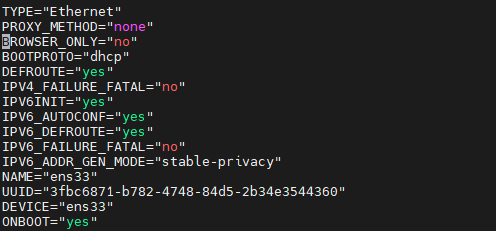 TYPE="Ethernet"
PROXY_METHOD="none"
BROWSER_ONLY="no"
BOOTPROTO="dhcp"
DEFROUTE="yes"
IPV4_FAILURE_FATAL="no"
IPV6INIT="yes"
IPV6_AUTOCONF="yes"
IPV6_DEFROUTE="yes"
IPV6_FAILURE_FATAL="no"
IPV6_ADDR_GEN_MODE="stable-privacy"
NAME="ens33"
UUID="3fbc6871-b782-4748-84d5-2b34e3544360"
DEVICE="ens33"
ONBOOT="yes"